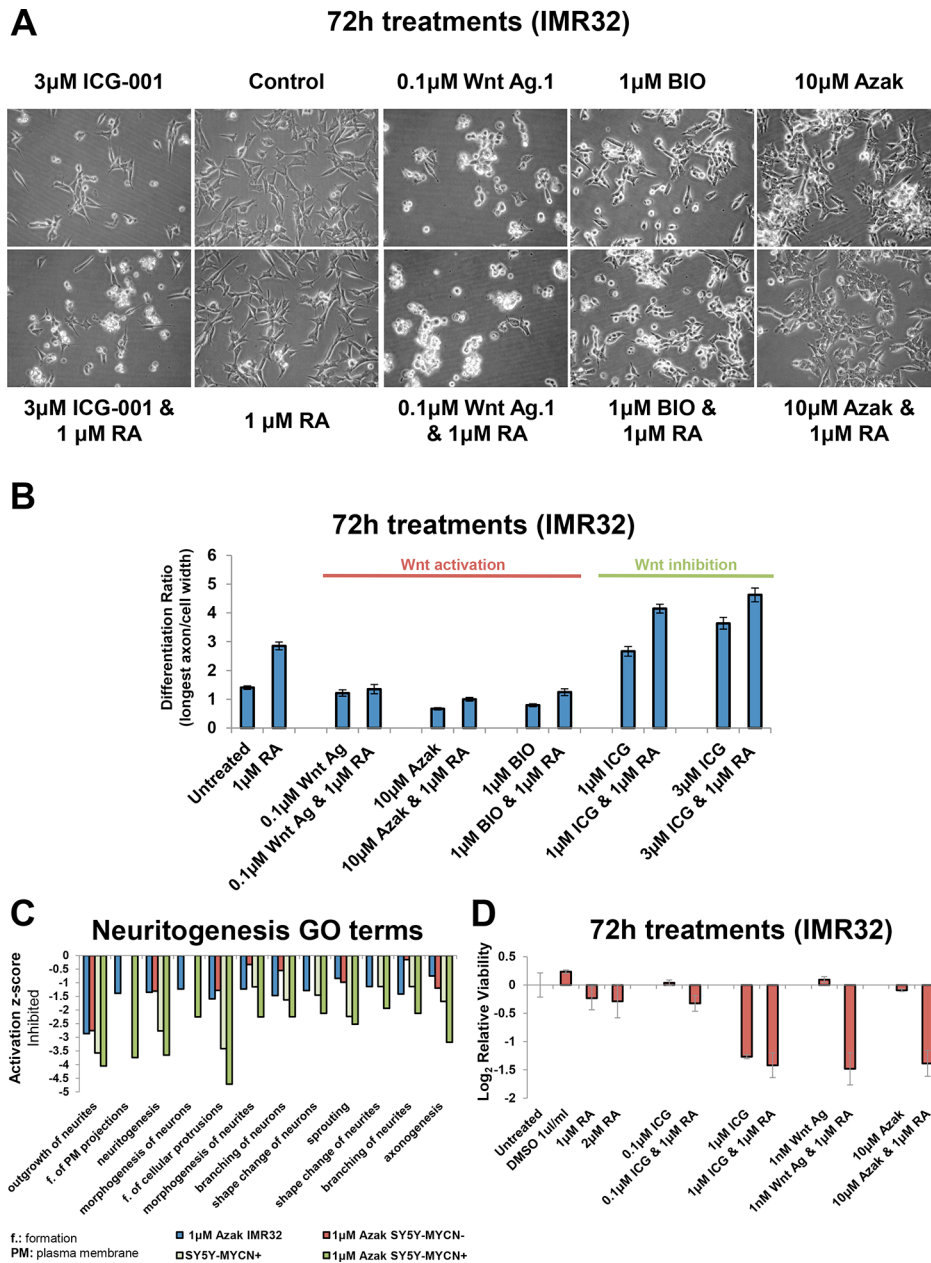 A
72h treatments (IMR32)
3µM ICG-001
Control
0.1µM Wnt Ag.1
1µM BIO
10µM Azak
3µM ICG-001 &
1 µM RA
1 µM RA
0.1µM Wnt Ag.1
& 1µM RA
1µM BIO &
1µM RA
10µM Azak &
1µM RA
B
72h treatments (IMR32)
Differentiation Ratio
(longest axon/cell width)
6
5
4
3
2
1
0
Wnt activation
Wnt inhibition
Untreated
1µM RA
0.1µM Wnt Ag
0.1µM Wnt Ag & 1µM RA
10µM Azak
10µM Azak & 1µM RA
1µM BIO
1µM BIO & 1µM RA
1µM ICG
1µM ICG & 1µM RA
3µM ICG
3µM ICG & 1µM RA
C
Neuritogenesis GO terms
Activation z-score
Inhibited
0
-0.5
-1
-1.5
-2
-2.5
-3
-3.5
-4
-4.5
-5
outgrowth of neurites
f. of PM projections
neuritogenesis
morphogenesis of neurons
f. of cellular protrusions
morphogenesis of neurites
branching of neurons
shape change of neurons
sprouting
shape change of neurites
branching of neurites
axonogenesis
f.: formation
PM: plasma membrane
1µM Azak IMR32
1µM Azak SY5Y-MYCN-
SY5Y-MYCN+
1µM Azak SY5Y-MYCN+
D
72h treatments (IMR32)
Log2 Relative Viability
0.5
0
-0.5
-1
-1.5
-2
Untreated
DMSO 1ul/ml
1µM RA
2µM RA
0.1µM ICG
0.1µM ICG & 1µM RA
1µM ICG
1µM ICG & 1µM RA
1nM Wnt Ag
1nM Wnt Ag & 1µM RA
10µM Azak
10µM Azak & 1µM RA